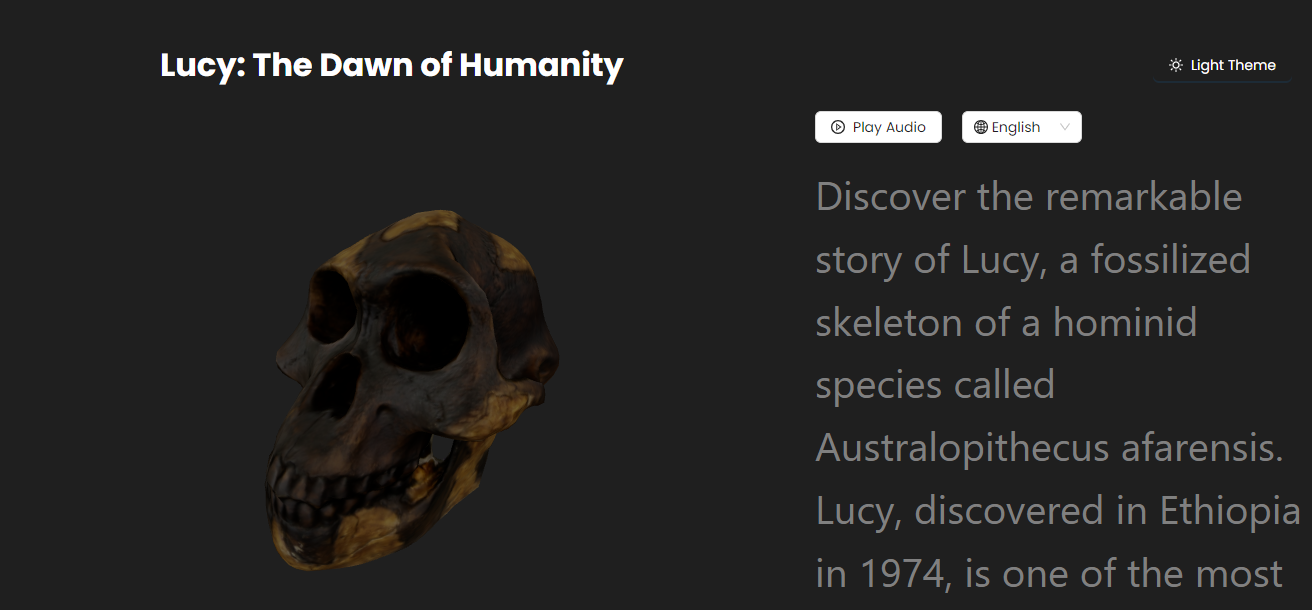 Lucy: The Dawn of Humanity
Light Theme
Play Audio
English
Discover the remarkable
story of Lucy, a fossilized
skeleton of a hominid
species called
Australopithecus afarensis.
Lucy, discovered in Ethiopia
in 1974, is one of the most